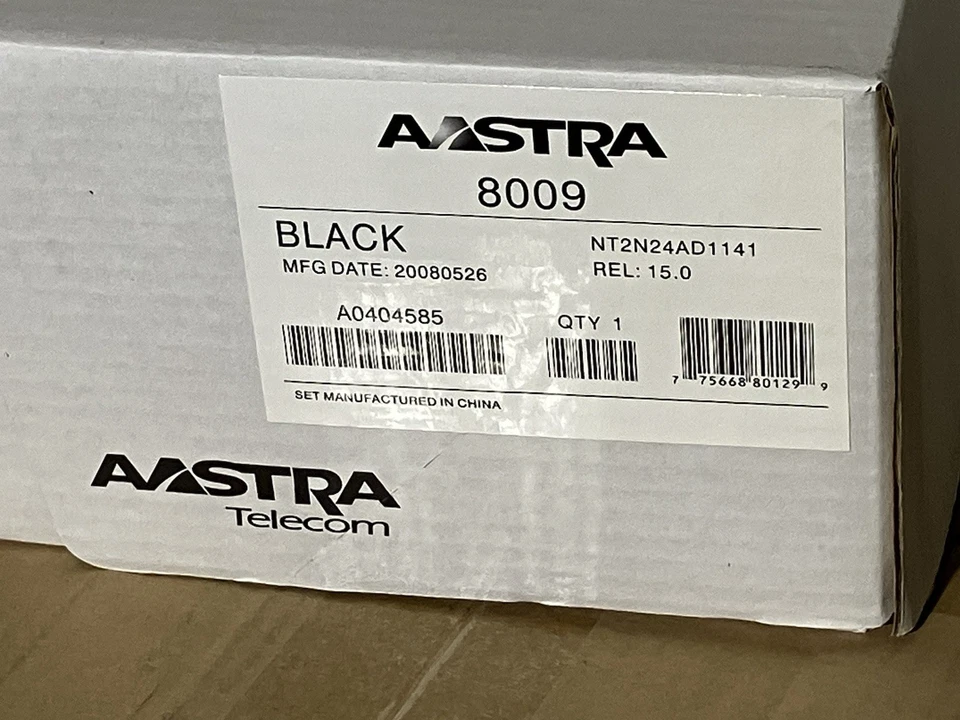 AASTRA
8009
BLACK
NT2N24AD1141
MFG DATE: 20080526
REL: 15.0
A0404585
QTY 1
7 75668 80129 9
SET MANUFACTURED IN CHINA
AASTRA
Telecom